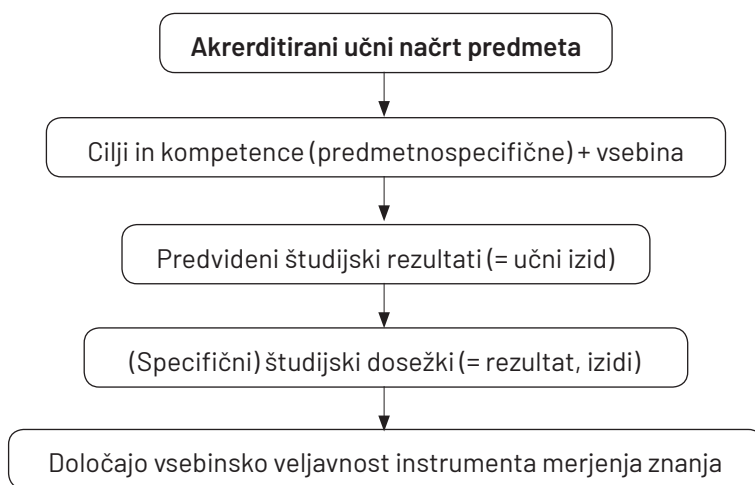 Akrerditirani učni načrt predmeta
Cilji in kompetence (predmetnospecifične) + vsebina
Predvideni študijski rezultati (= učni izid)
(Specifični) študijski dosežki (= rezultat, izidi)
Določajo vsebinsko veljavnost instrumenta merjenja znanja